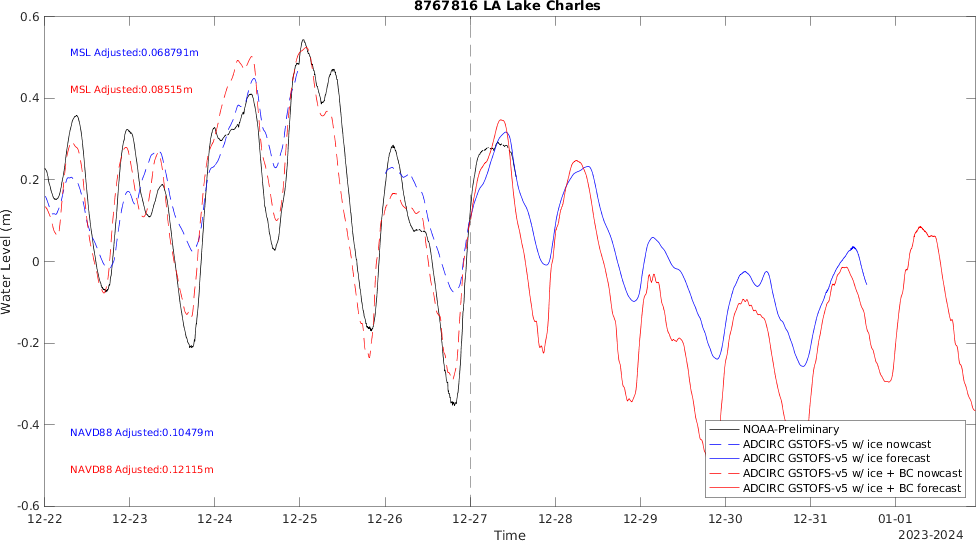 8767816 LA Lake Charles
0.6
0.4
0.2
0
-0.2
-0.4
-0.6
Water Level (m)
MSL Adjusted:0.068791m
MSL Adjusted:0.08515m
NAVD88 Adjusted:0.10479m
NAVD88 Adjusted:0.12115m
NOAA-Preliminary
ADCIRC GSTOFS-v5 w/ ice nowcast
ADCIRC GSTOFS-v5 w/ ice forecast
ADCIRC GSTOFS-v5 w/ ice + BC nowcast
ADCIRC GSTOFS-v5 w/ ice + BC forecast
12-22 12-23 12-24 12-25 12-26 12-27 12-28 12-29 12-30 12-31 01-01
Time
2023-2024